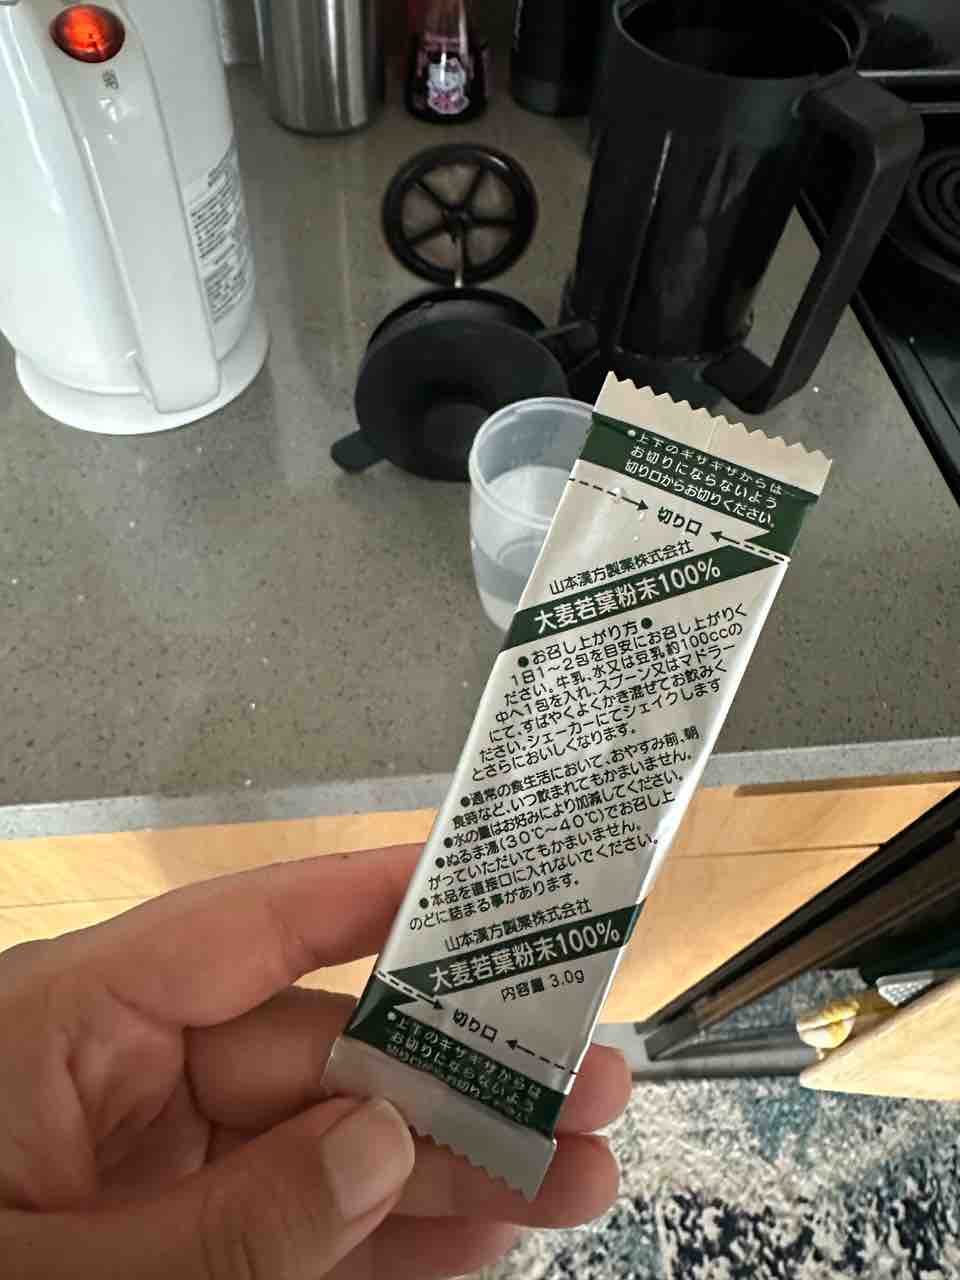 ●上下のギザギザからは
お切りにならないよう
切り口からお切りください。
切り口
山本漢方製薬株式会社
大麦若葉粉末100%
●お召し上がり方●
1日1～2包を目安にお召し上がりく
ださい。牛乳、水又は豆乳約100ccの
中へ1包を入れ、スプーン又はマドラー
にて、すばやくよくかき混ぜてお飲みく
ださい。シェーカーにてシェイクします
とさらにおいしくなります。
●通常の食生活において、おやすみ前、朝
食時など、いつ飲まれてもかまいません。
●水の量はお好みにより加減してください。
●ぬるま湯(30℃～40℃)でお召し上
がっていただいてもかまいません。
●本品を直接口に入れないでください。
のどに詰まる事があります。
山本漢方製薬株式会社
大麦若葉粉末100%
内容量 3.0g
切り口
●上下のギザギザからは
お切りにならないよう
切り口からお切りください。